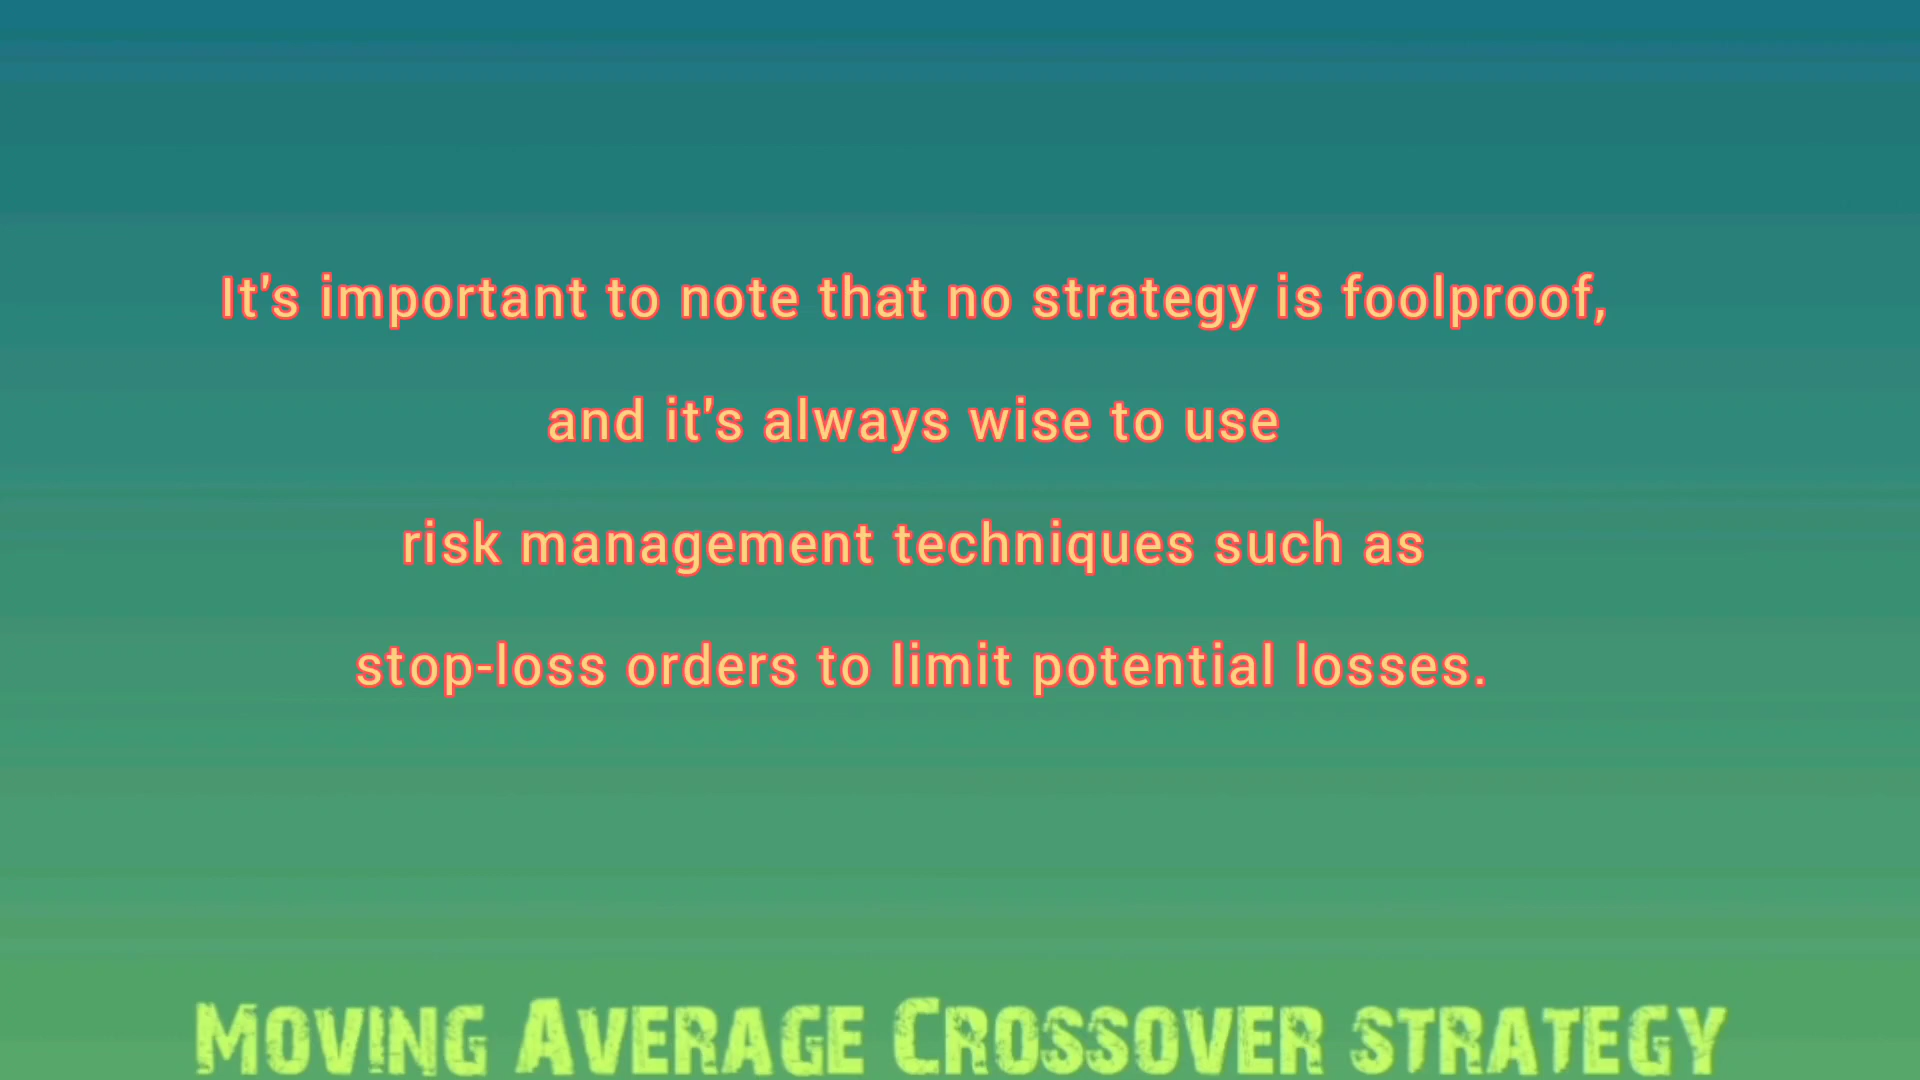 It's important to note that no strategy is foolproof,
and it's always wise to use
risk management techniques such as
stop-loss orders to limit potential losses.
Moving Average Crossover strategy